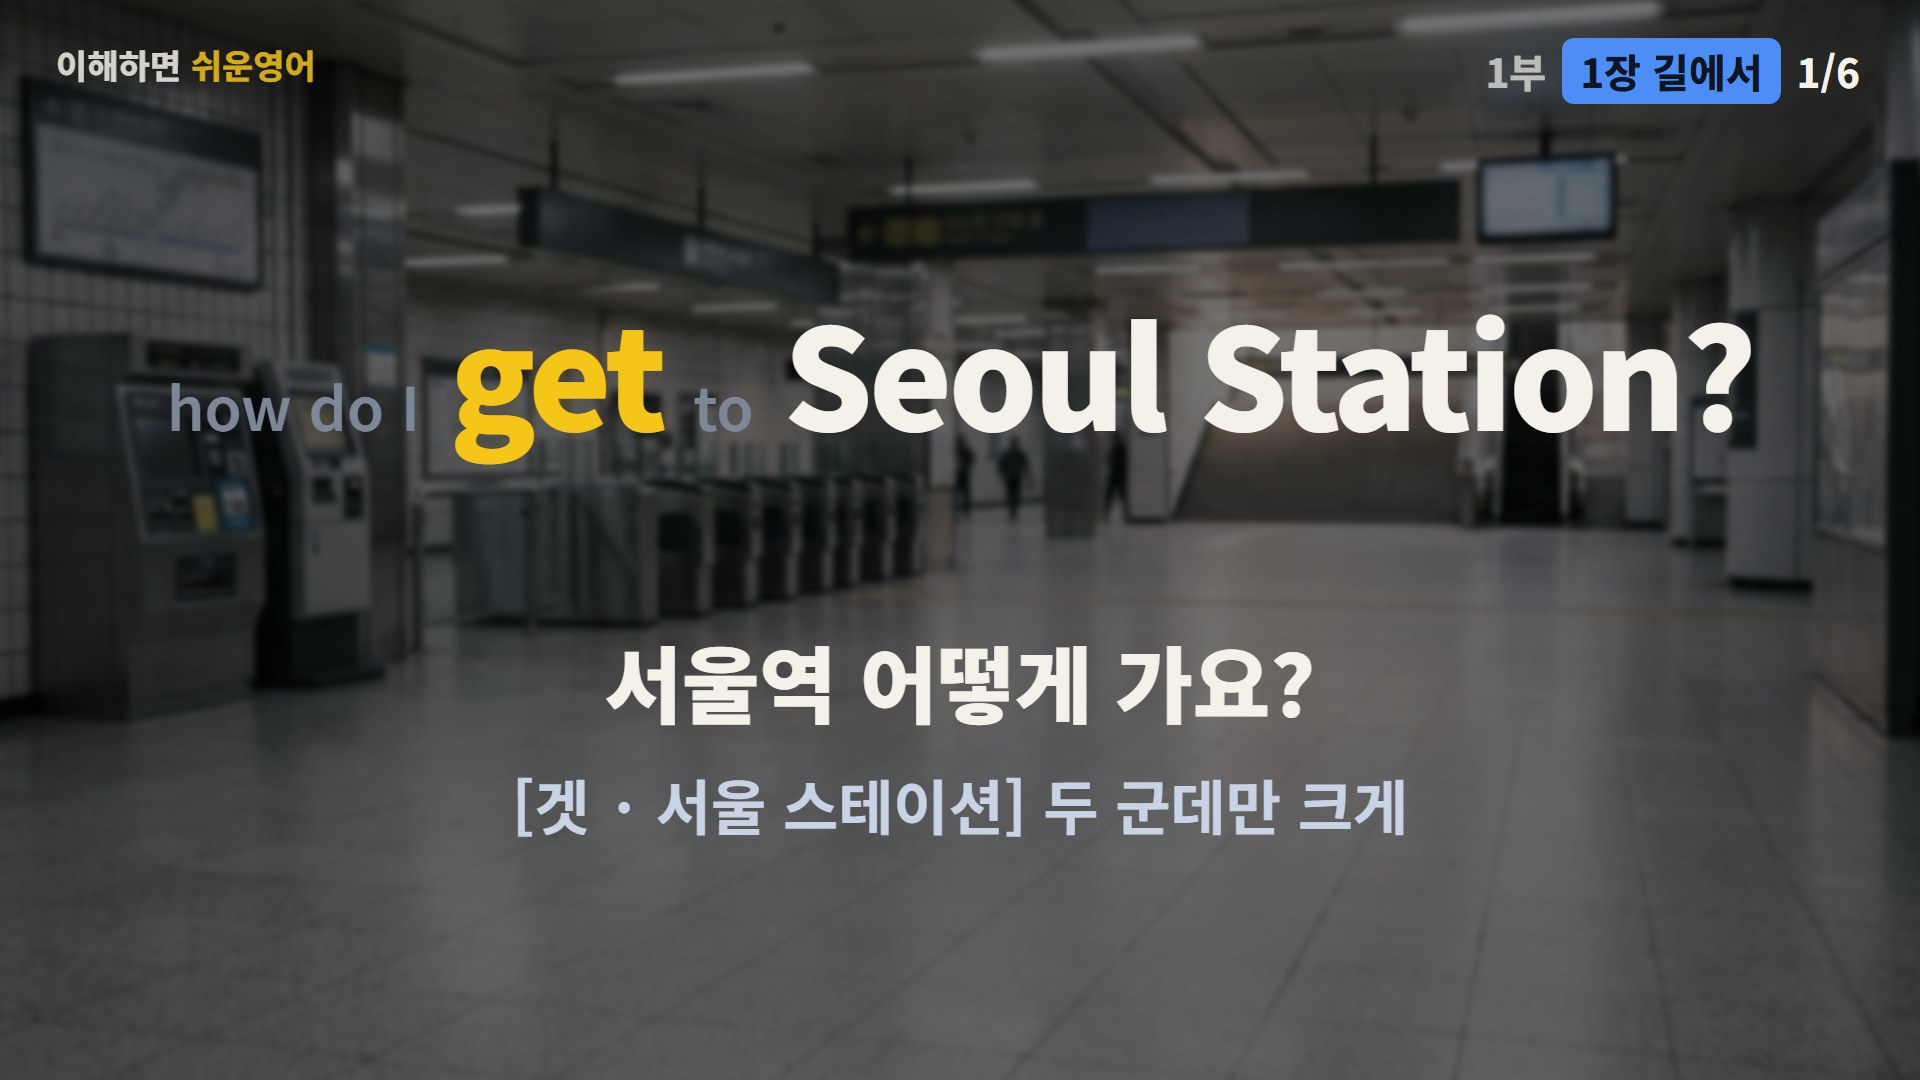 이해하면 쉬운영어
1부 1장 길에서 1/6
how do I get to Seoul Station?
서울역 어떻게 가요?
[겟 · 서울 스테이션] 두 군데만 크게